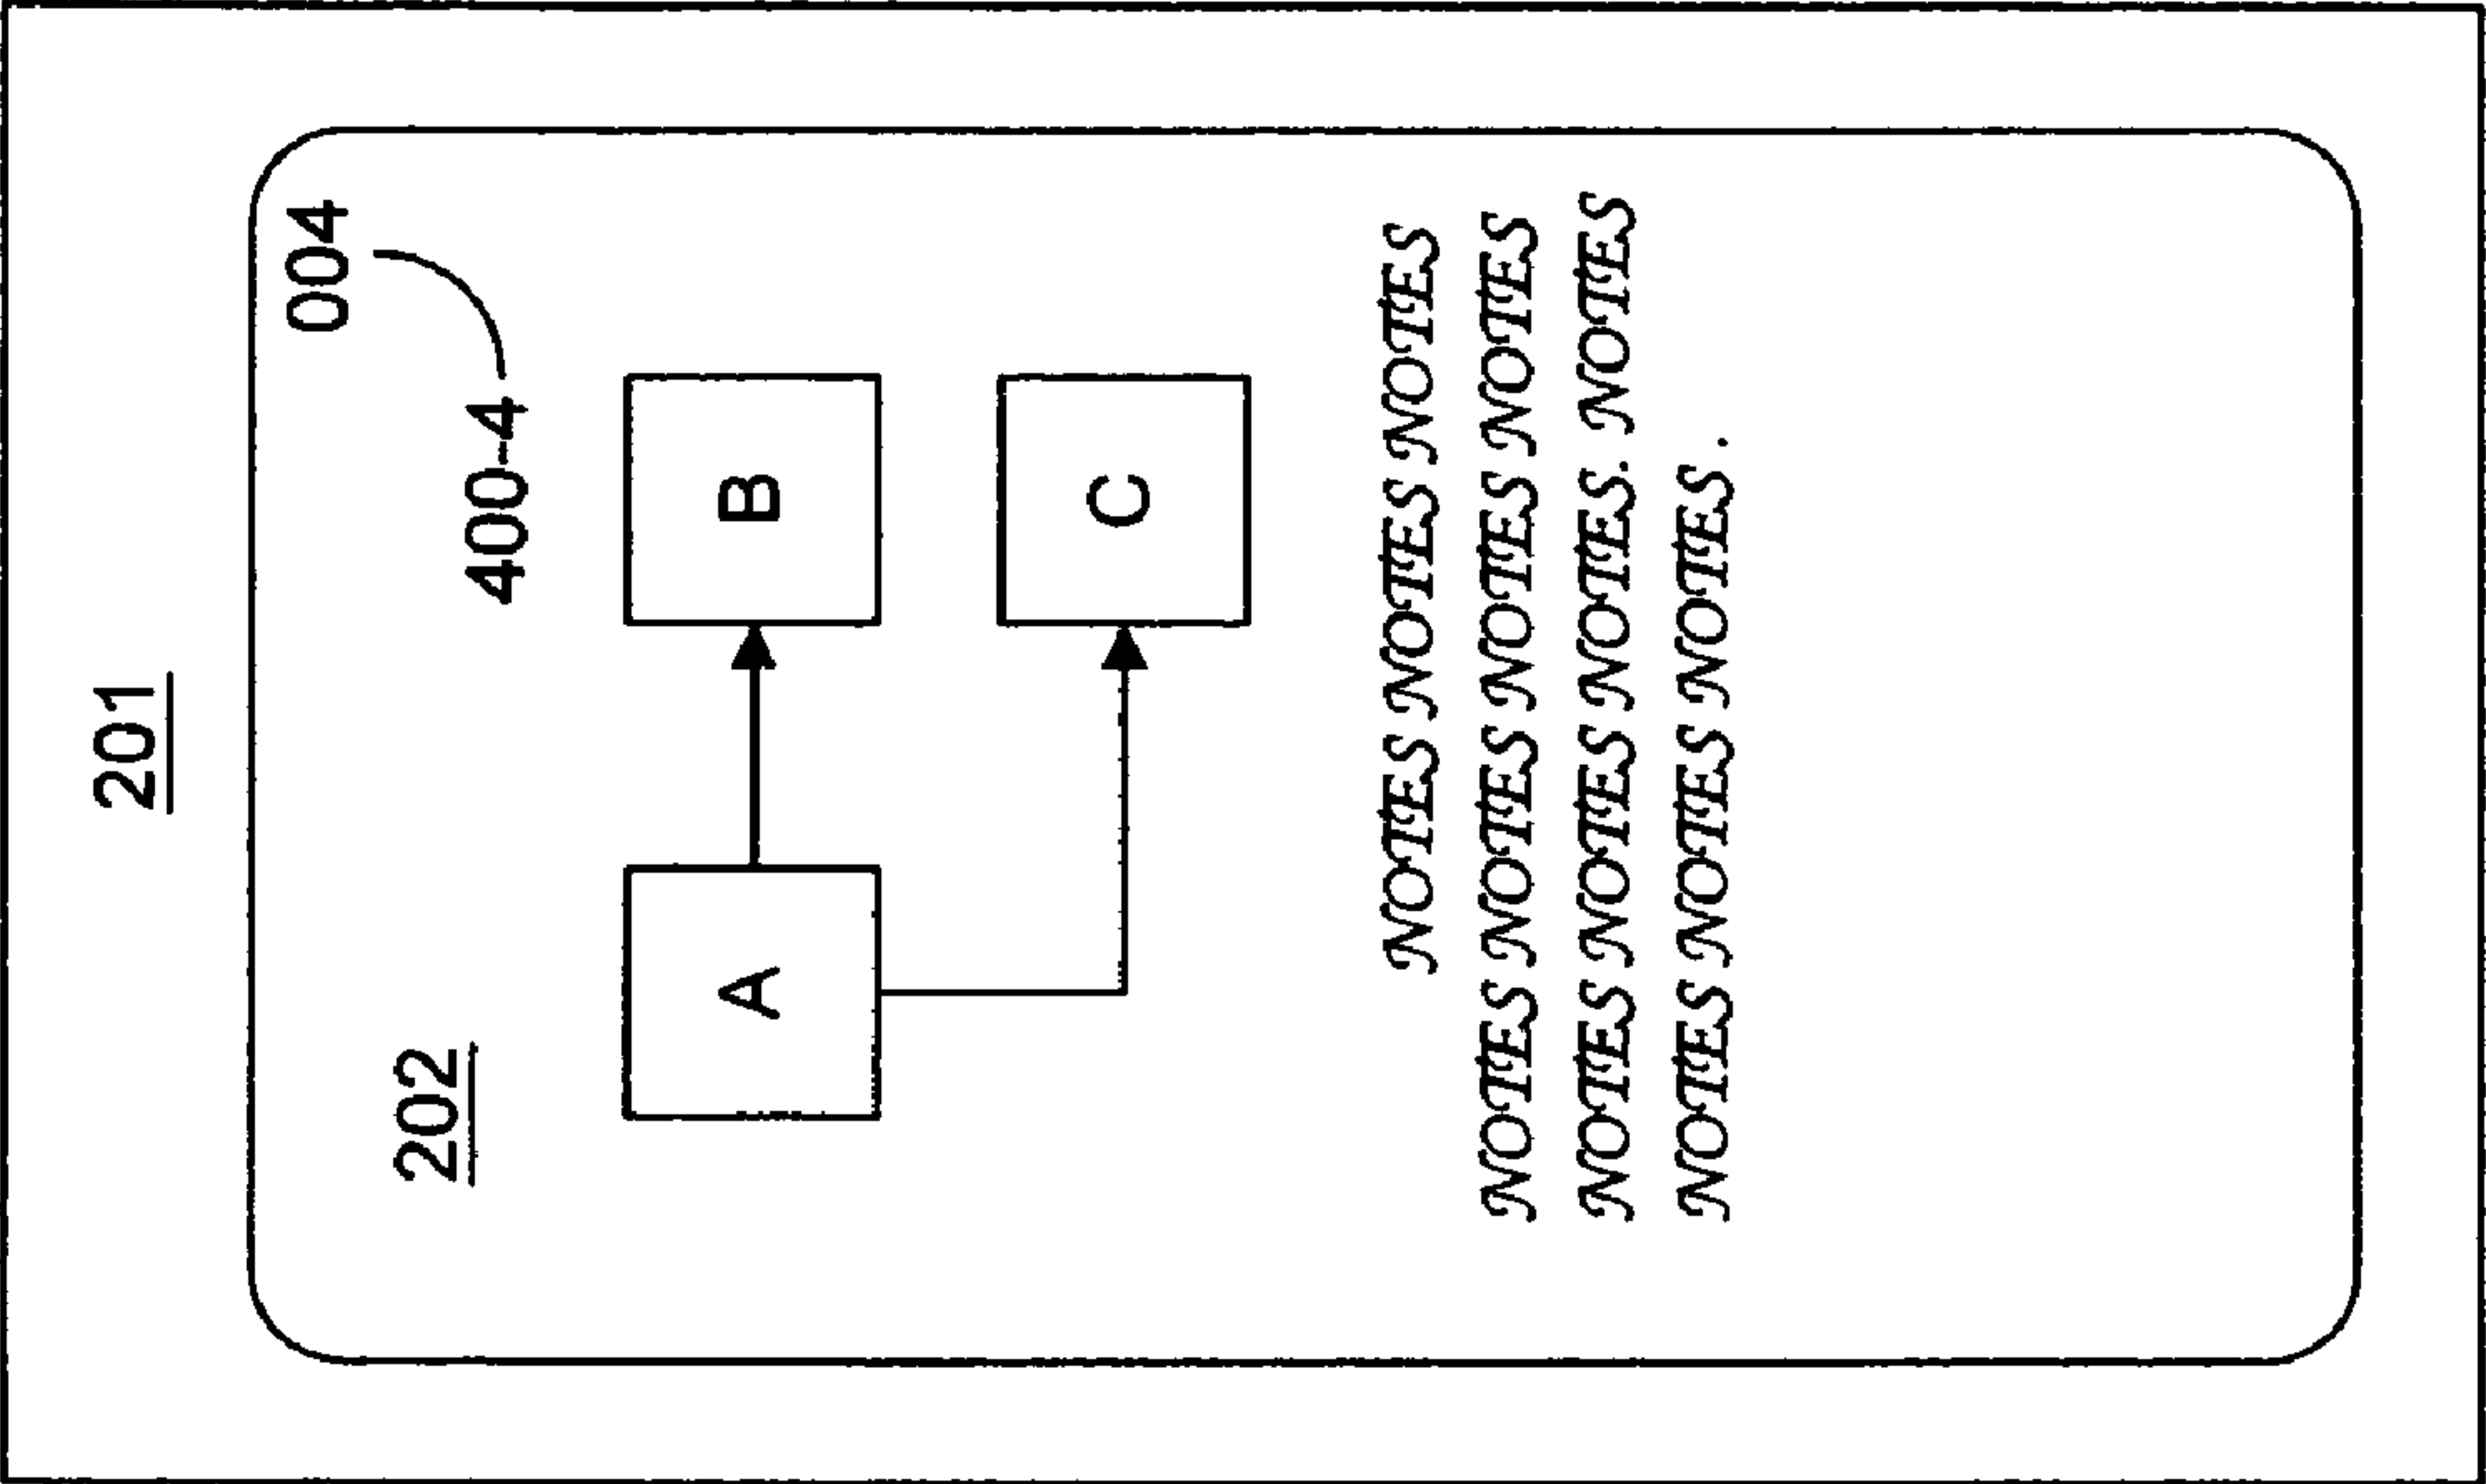 201
004
202
400-4
A B
C
NOTES NOTES NOTES
NOTES NOTES NOTES NOTES
NOTES NOTES NOTES. NOTES
NOTES NOTES NOTES.